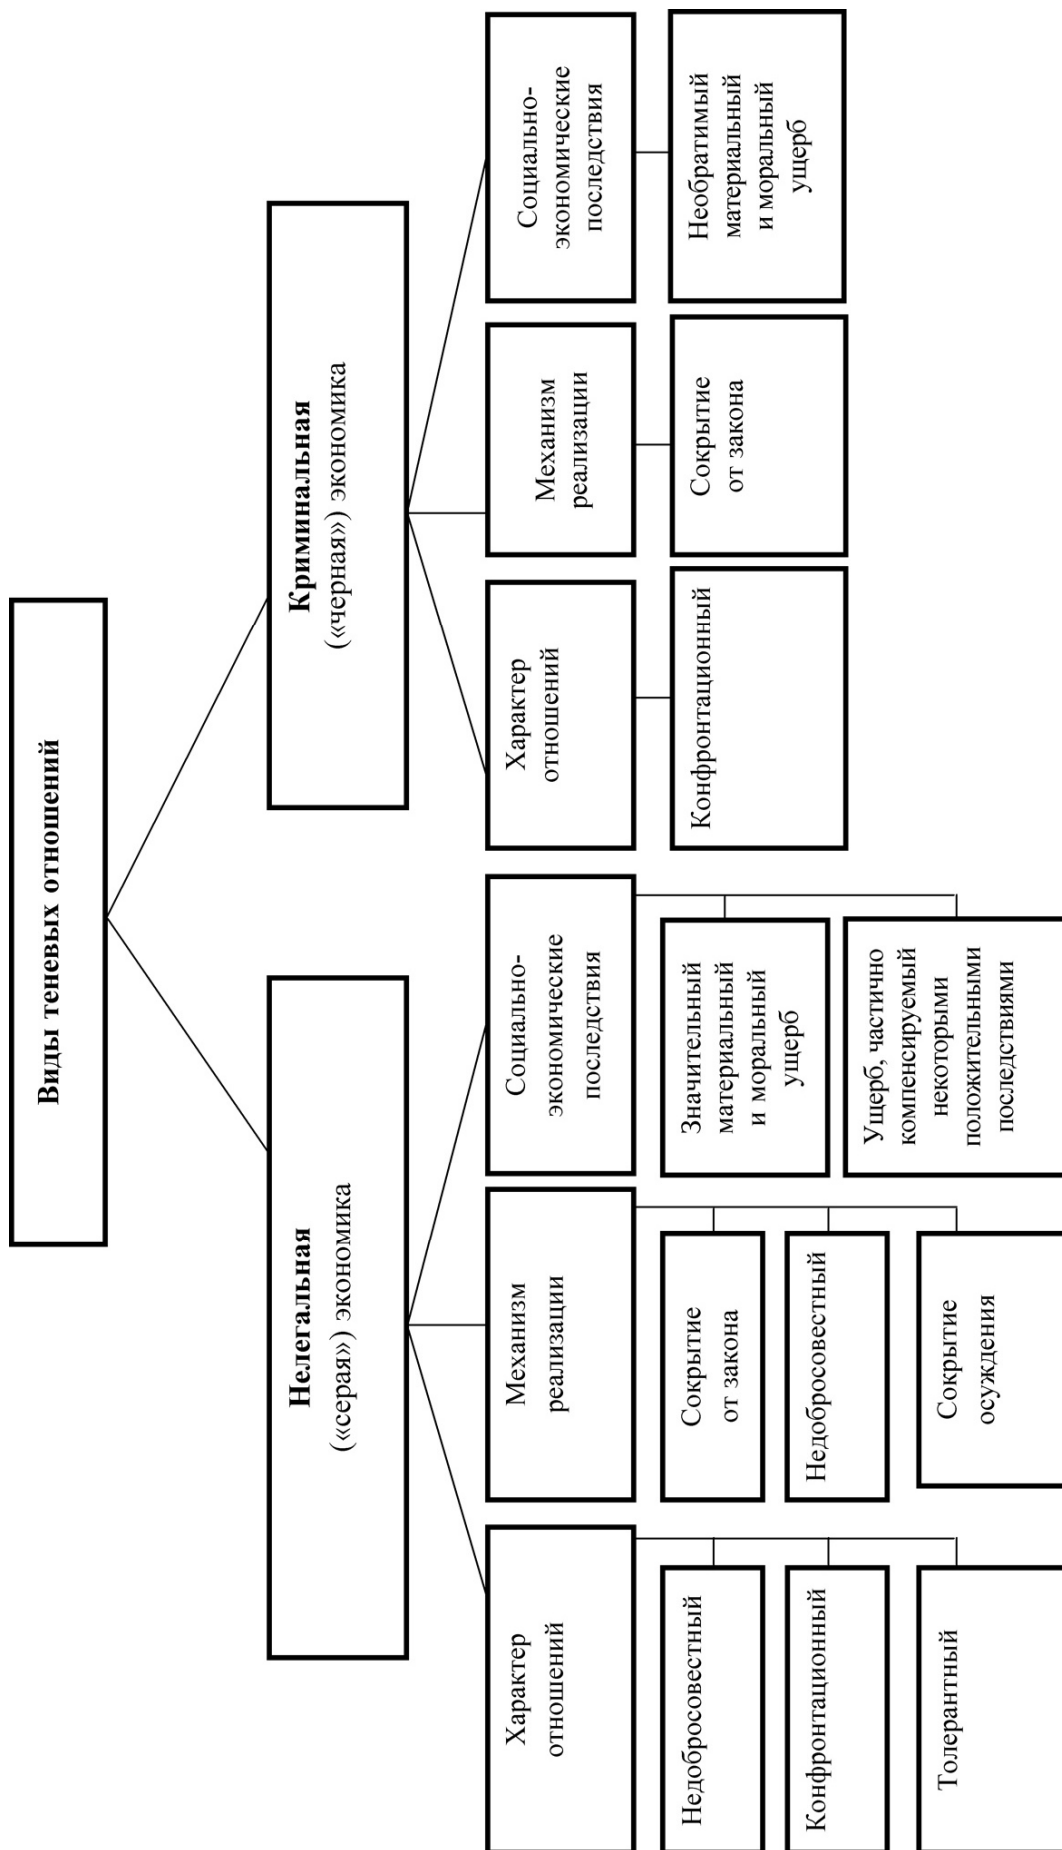 Виды теневых отношений
Нелегальная
(«серая») экономика
Криминальная
(«черная») экономика
Характер
отношений
Механизм
реализации
Социально-
экономические
последствия
Характер
отношений
Механизм
реализации
Социально-
экономические
последствия
Недобросовестный
Конфронтационный
Толерантный
Сокрытие
от закона
Недобросовестный
Сокрытие
осуждения
Значительный
материальный
и моральный
ущерб
Ущерб, частично
компенсируемый
некоторыми
положительными
последствиями
Конфронтационный
Сокрытие
от закона
Необратимый
материальный
и моральный
ущерб